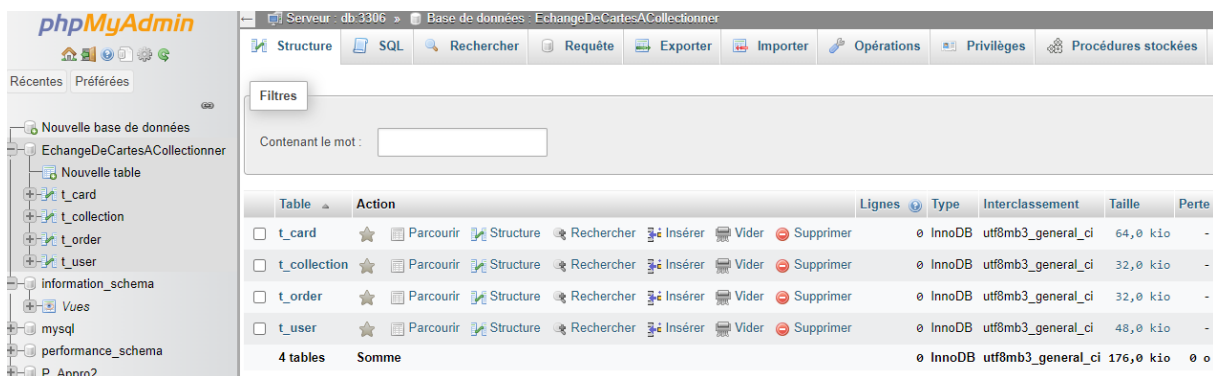 phpMyAdmin
Récentes Préférées
Nouvelle base de données
EchangeDeCartesACollectionner
Nouvelle table
t_card
t_collection
t_order
t_user
information_schema
Vues
mysql
performance_schema
P_Appro2
Serveur : db:3306 » Base de données : EchangeDeCartesACollectionner
Structure SQL Rechercher Requête Exporter Importer Opérations Privilèges Procédures stockées
Filtres
Contenant le mot :
Table Action Lignes Type Interclassement Taille Perte
t_card Parcourir Structure Rechercher Insérer Vider Supprimer 0 InnoDB utf8mb3_general_ci 64,0 kio -
t_collection Parcourir Structure Rechercher Insérer Vider Supprimer 0 InnoDB utf8mb3_general_ci 32,0 kio -
t_order Parcourir Structure Rechercher Insérer Vider Supprimer 0 InnoDB utf8mb3_general_ci 32,0 kio -
t_user Parcourir Structure Rechercher Insérer Vider Supprimer 0 InnoDB utf8mb3_general_ci 48,0 kio -
4 tables Somme 0 InnoDB utf8mb3_general_ci 176,0 kio 0 o